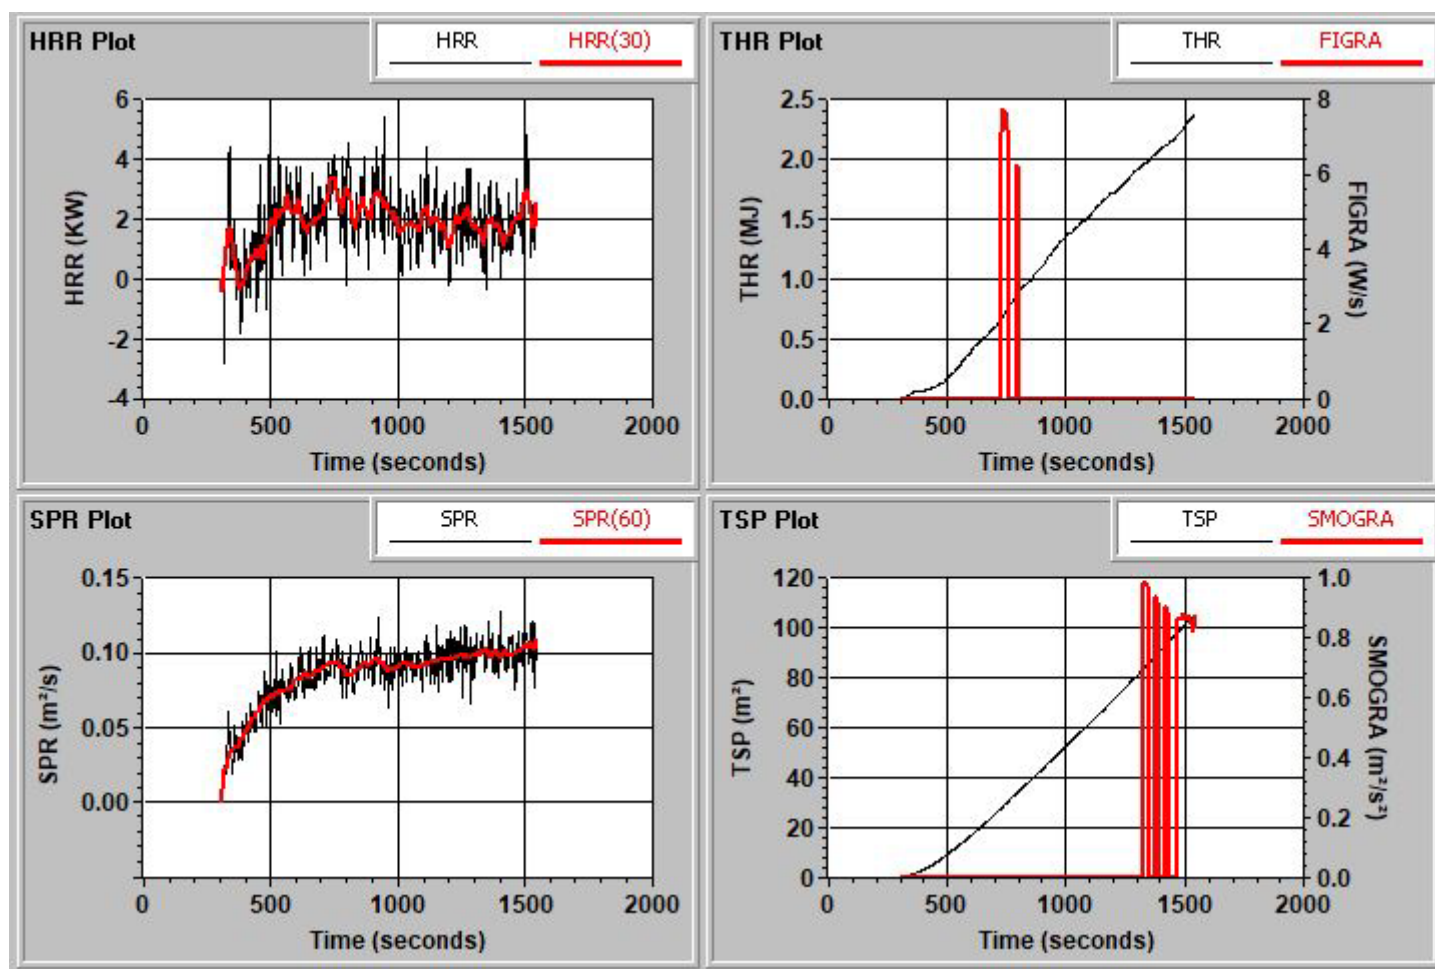 HRR Plot
HRR HRR(30)
HRR (KW)
6
4
2
0
-2
-4
0 500 1000 1500 2000
Time (seconds)
THR Plot
THR FIGRA
THR (MJ)
2.5
2.0
1.5
1.0
0.5
0.0
8
6
4
2
0
FIGRA (W/s)
0 500 1000 1500 2000
Time (seconds)
SPR Plot
SPR SPR(60)
SPR (m²/s)
0.15
0.10
0.05
0.00
0 500 1000 1500 2000
Time (seconds)
TSP Plot
TSP SMOGRA
TSP (m²)
120
100
80
60
40
20
0
1.0
0.8
0.6
0.4
0.2
0.0
SMOGRA (m²/s²)
0 500 1000 1500 2000
Time (seconds)